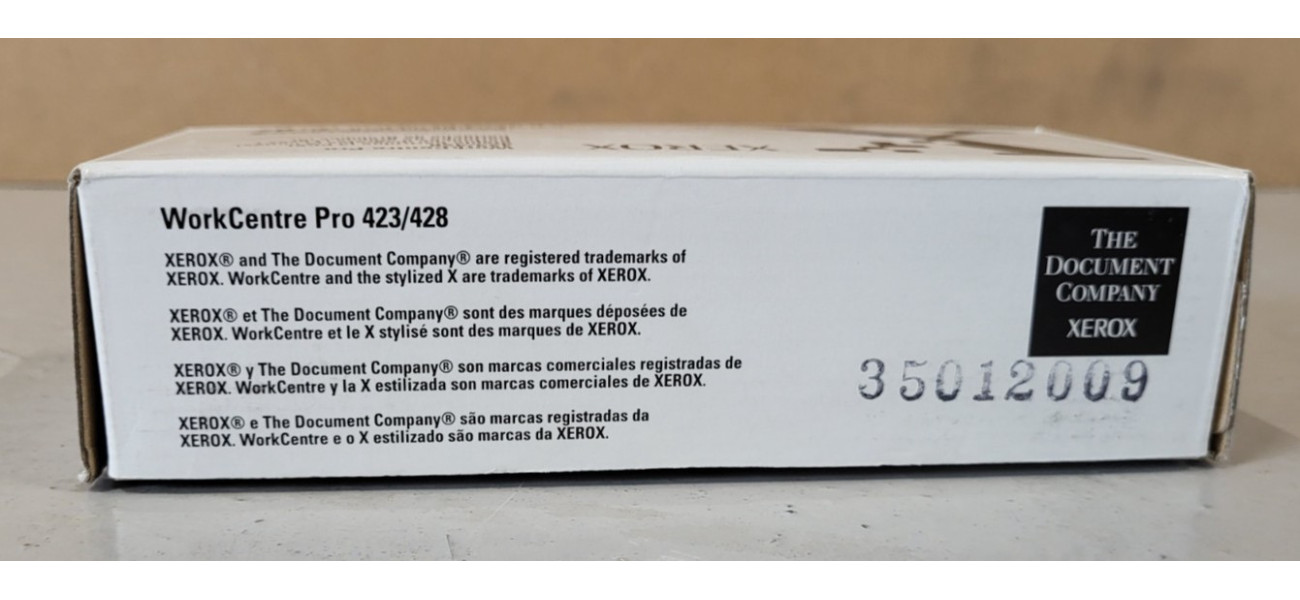 XEROX
WorkCentre Pro 423/428
XEROX® and The Document Company® are registered trademarks of
XEROX. WorkCentre and the stylized X are trademarks of XEROX.
XEROX® et The Document Company® sont des marques déposées de
XEROX. WorkCentre et le X stylisé sont des marques de XEROX.
XEROX® y The Document Company® son marcas comerciales registradas de
XEROX. WorkCentre y la X estilizada son marcas comerciales de XEROX.
XEROX® e The Document Company® são marcas registradas da
XEROX. WorkCentre e o X estilizado são marcas da XEROX.
THE
DOCUMENT
COMPANY
XEROX
35012009